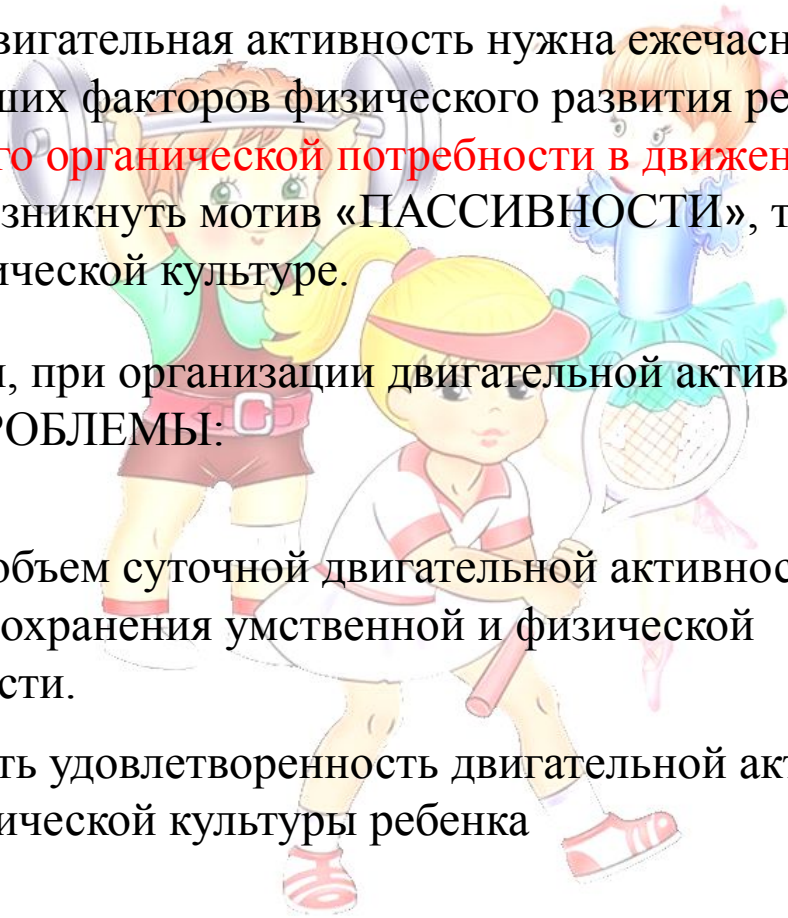 вигательная активность нужна ежечасн
ших факторов физического развития ре
го органической потребности в движен
зникнуть мотив «ПАССИВНОСТИ», т
ической культуре.
и, при организации двигательной актив
РОБЛЕМЫ:
объем суточной двигательной активнос
охранения умственной и физической
сти.
ть удовлетворенность двигательной акт
ической культуры ребенка